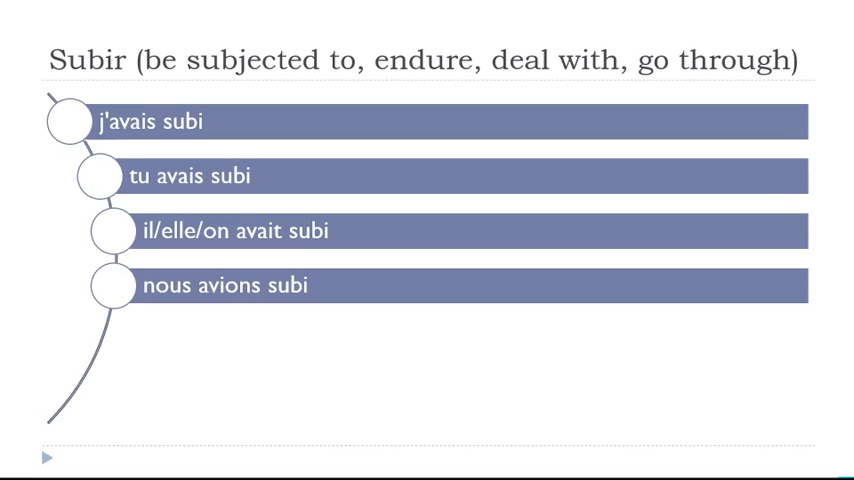 Subir (be subjected to, endure, deal with, go through)
j'avais subi
tu avais subi
il/elle/on avait subi
nous avions subi